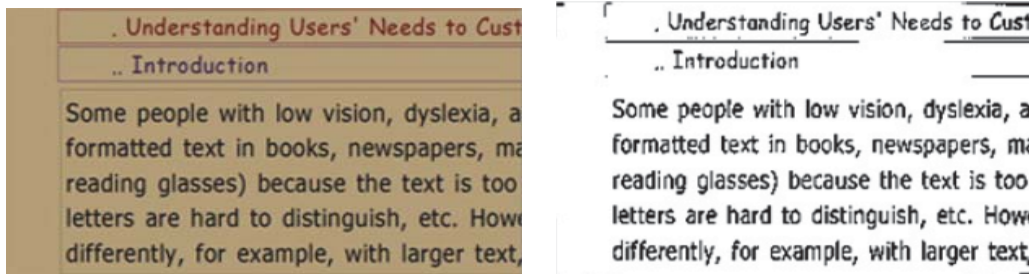 . Understanding Users' Needs to Cust
.. Introduction
Some people with low vision, dyslexia, a
formatted text in books, newspapers, ma
reading glasses) because the text is too
letters are hard to distinguish, etc. Howe
differently, for example, with larger text,
. Understanding Users' Needs to Cust
.. Introduction
Some people with low vision, dyslexia, a
formatted text in books, newspapers, ma
reading glasses) because the text is too
letters are hard to distinguish, etc. Howe
differently, for example, with larger text,